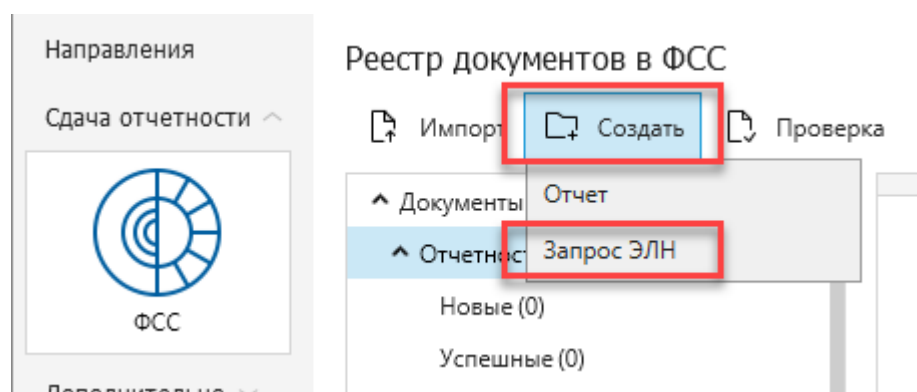 Направления
Сдача отчетности
ФСС
Реестр документов в ФСС
Импорт
Создать
Проверка
Отчет
Запрос ЭЛН
Документы
Новые (0)
Успешные (0)